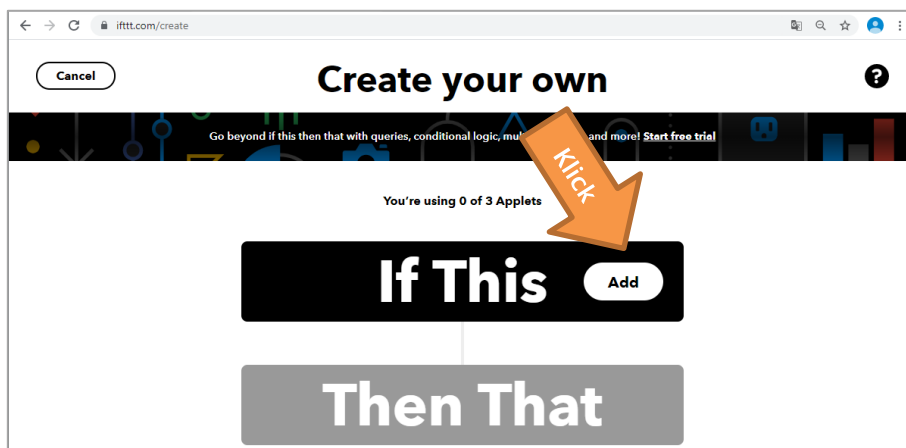 ifttt.com/create
Cancel
Create your own
?
Go beyond if this then that with queries, conditional logic, mul and more! Start free trial
Klick
You're using 0 of 3 Applets
If This
Add
Then That